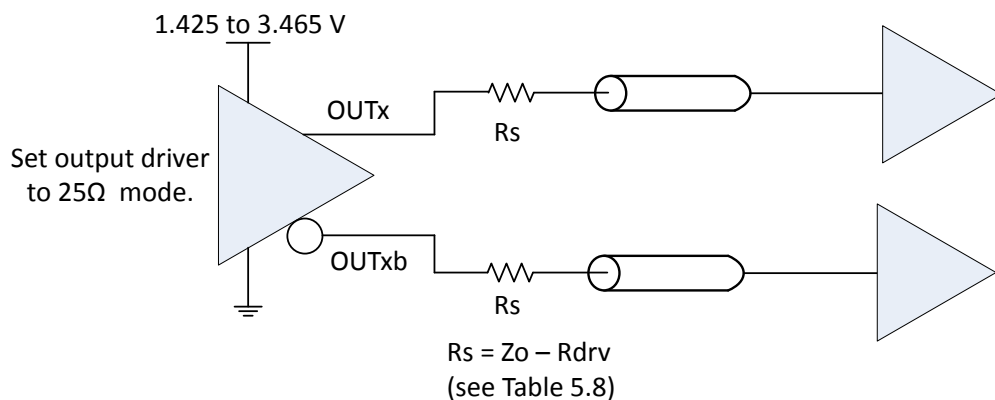 1.425 to 3.465 V
OUTx
Rs
Set output driver
to 25Ω mode.
OUTxb
Rs
Rs = Zo – Rdrv
(see Table 5.8)